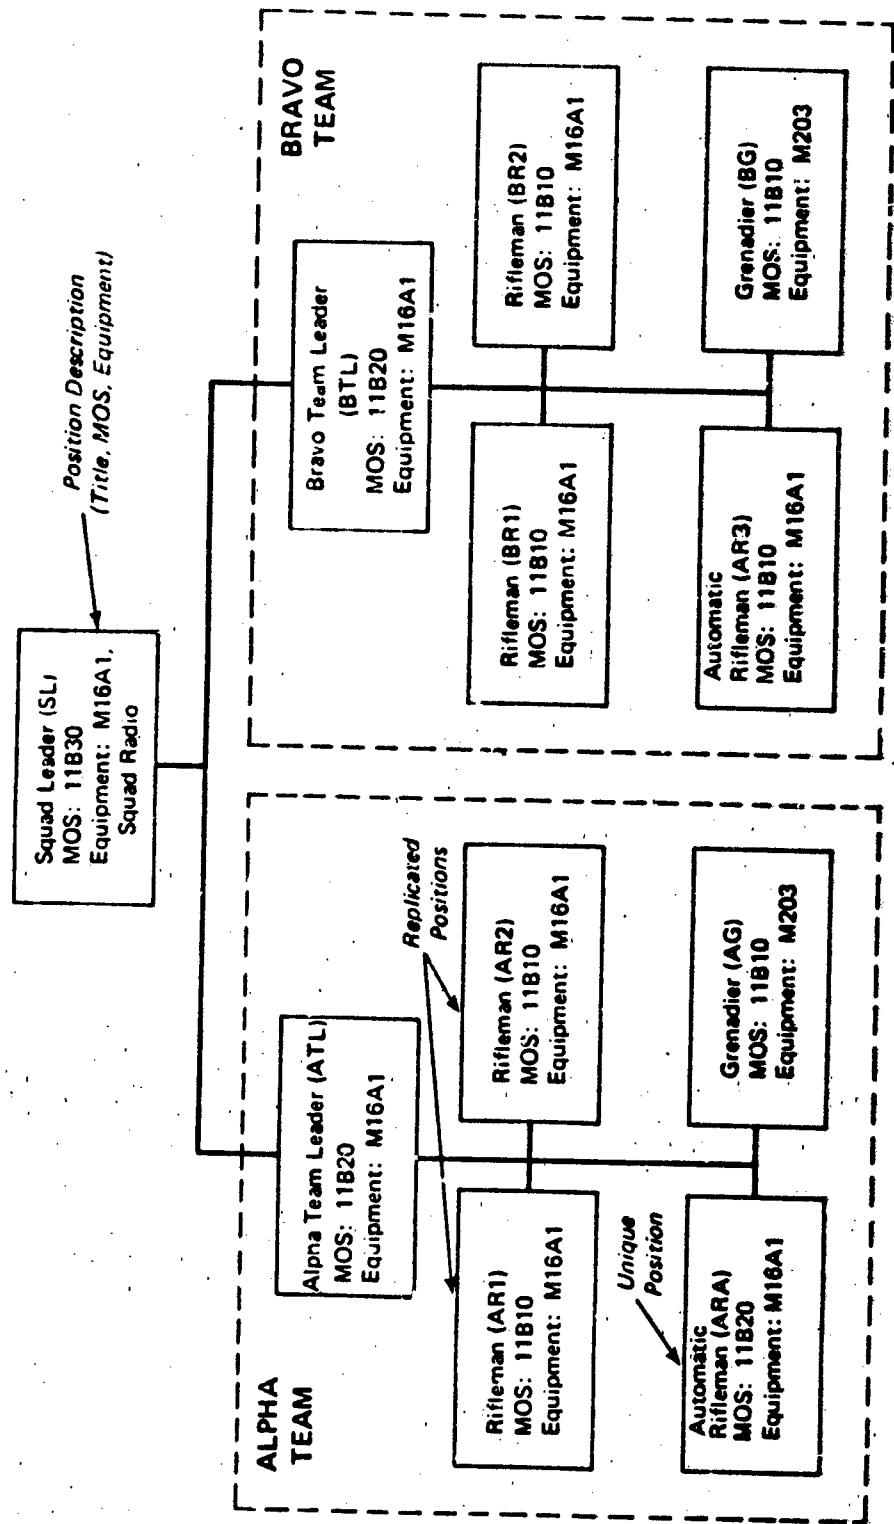 Squad Leader (SL)
MOS: 11B30
Equipment: M16A1,
Squad Radio
Position Description
(Title, MOS, Equipment)
ALPHA
TEAM
Alpna Team Leader (ATL)
MOS: 11B20
Equipment: M16A1
Replicated
Positions
Rifleman (AR1)
MOS: 11B10
Equipment: M16A1
Rifleman (AR2)
MOS: 11B10
Equipment: M16A1
Unique
Position
Automatic
Rifleman (ARA)
MOS: 11B20
Equipment: M16A1
Grenadier (AG)
MOS: 11B10
Equipment: M203
BRAVO
TEAM
Bravo Team Leader
(BTL)
MOS: 11B20
Equipment: M16A1
Rifleman (BR1)
MOS: 11B10
Equipment: M16A1
Rifleman (BR2)
MOS: 11B10
Equipment: M16A1
Automatic
Rifleman (AR3)
MOS: 11B10
Equipment: M16A1
Grenadier (BG)
MOS: 11B10
Equipment: M203